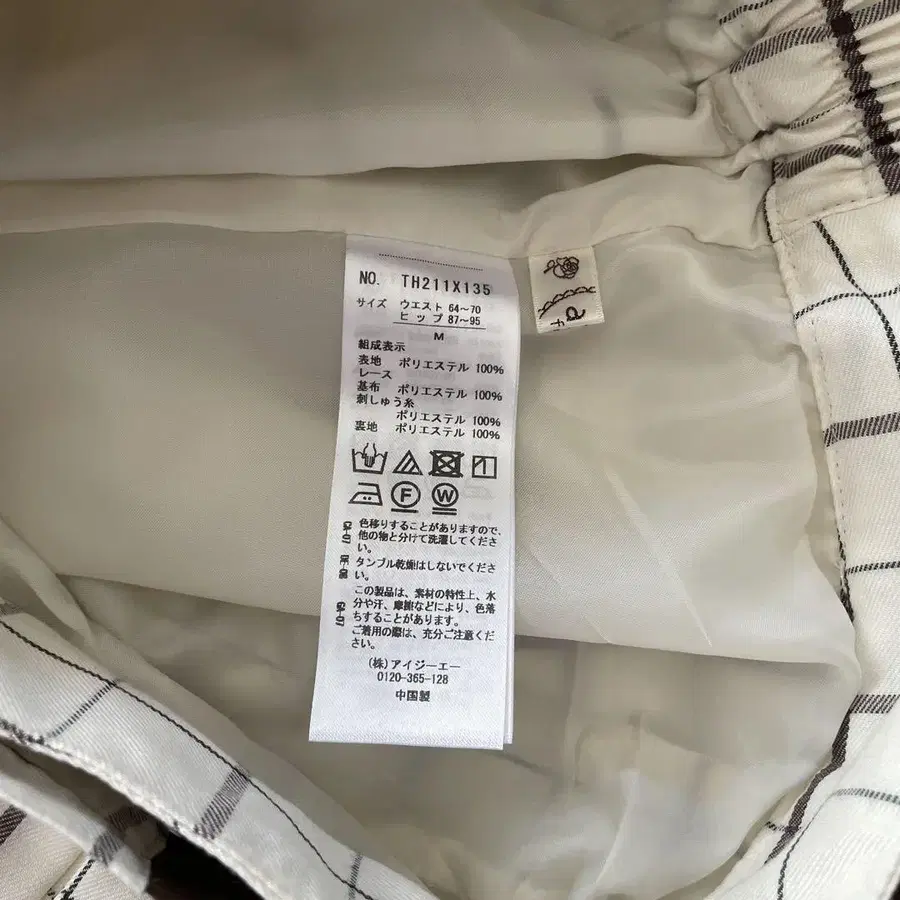 NO. TH211X135
サイズ ウエスト 64〜70
ヒップ 87〜95
M
組成表示
表地 ポリエステル 100%
レース
基布 ポリエステル 100%
刺しゅう糸
ポリエステル 100%
裏地 ポリエステル 100%
F W
色移りすることがありますので、
他の物と分けて洗濯してくださ
い。
タンブル乾燥はしないでくださ
い。
この製品は、素材の特性上、水
分や汗、摩擦などにより、色落
ちすることがあります。
ご着用の際は、充分ご注意くだ
さい。
(株)アイジーエー
0120-365-128
中国製